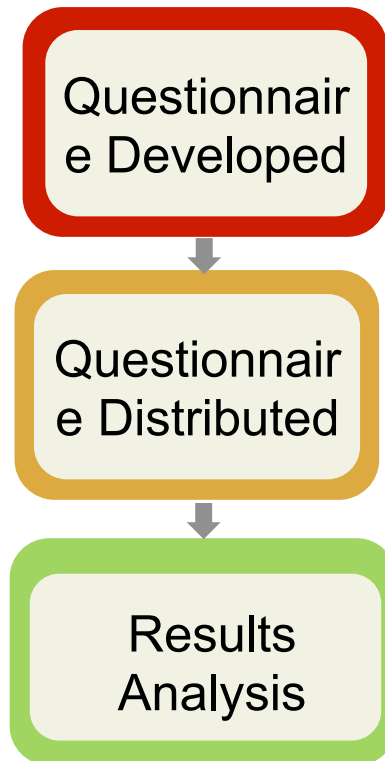 Questionnair
e Developed
Questionnair
e Distributed
Results
Analysis